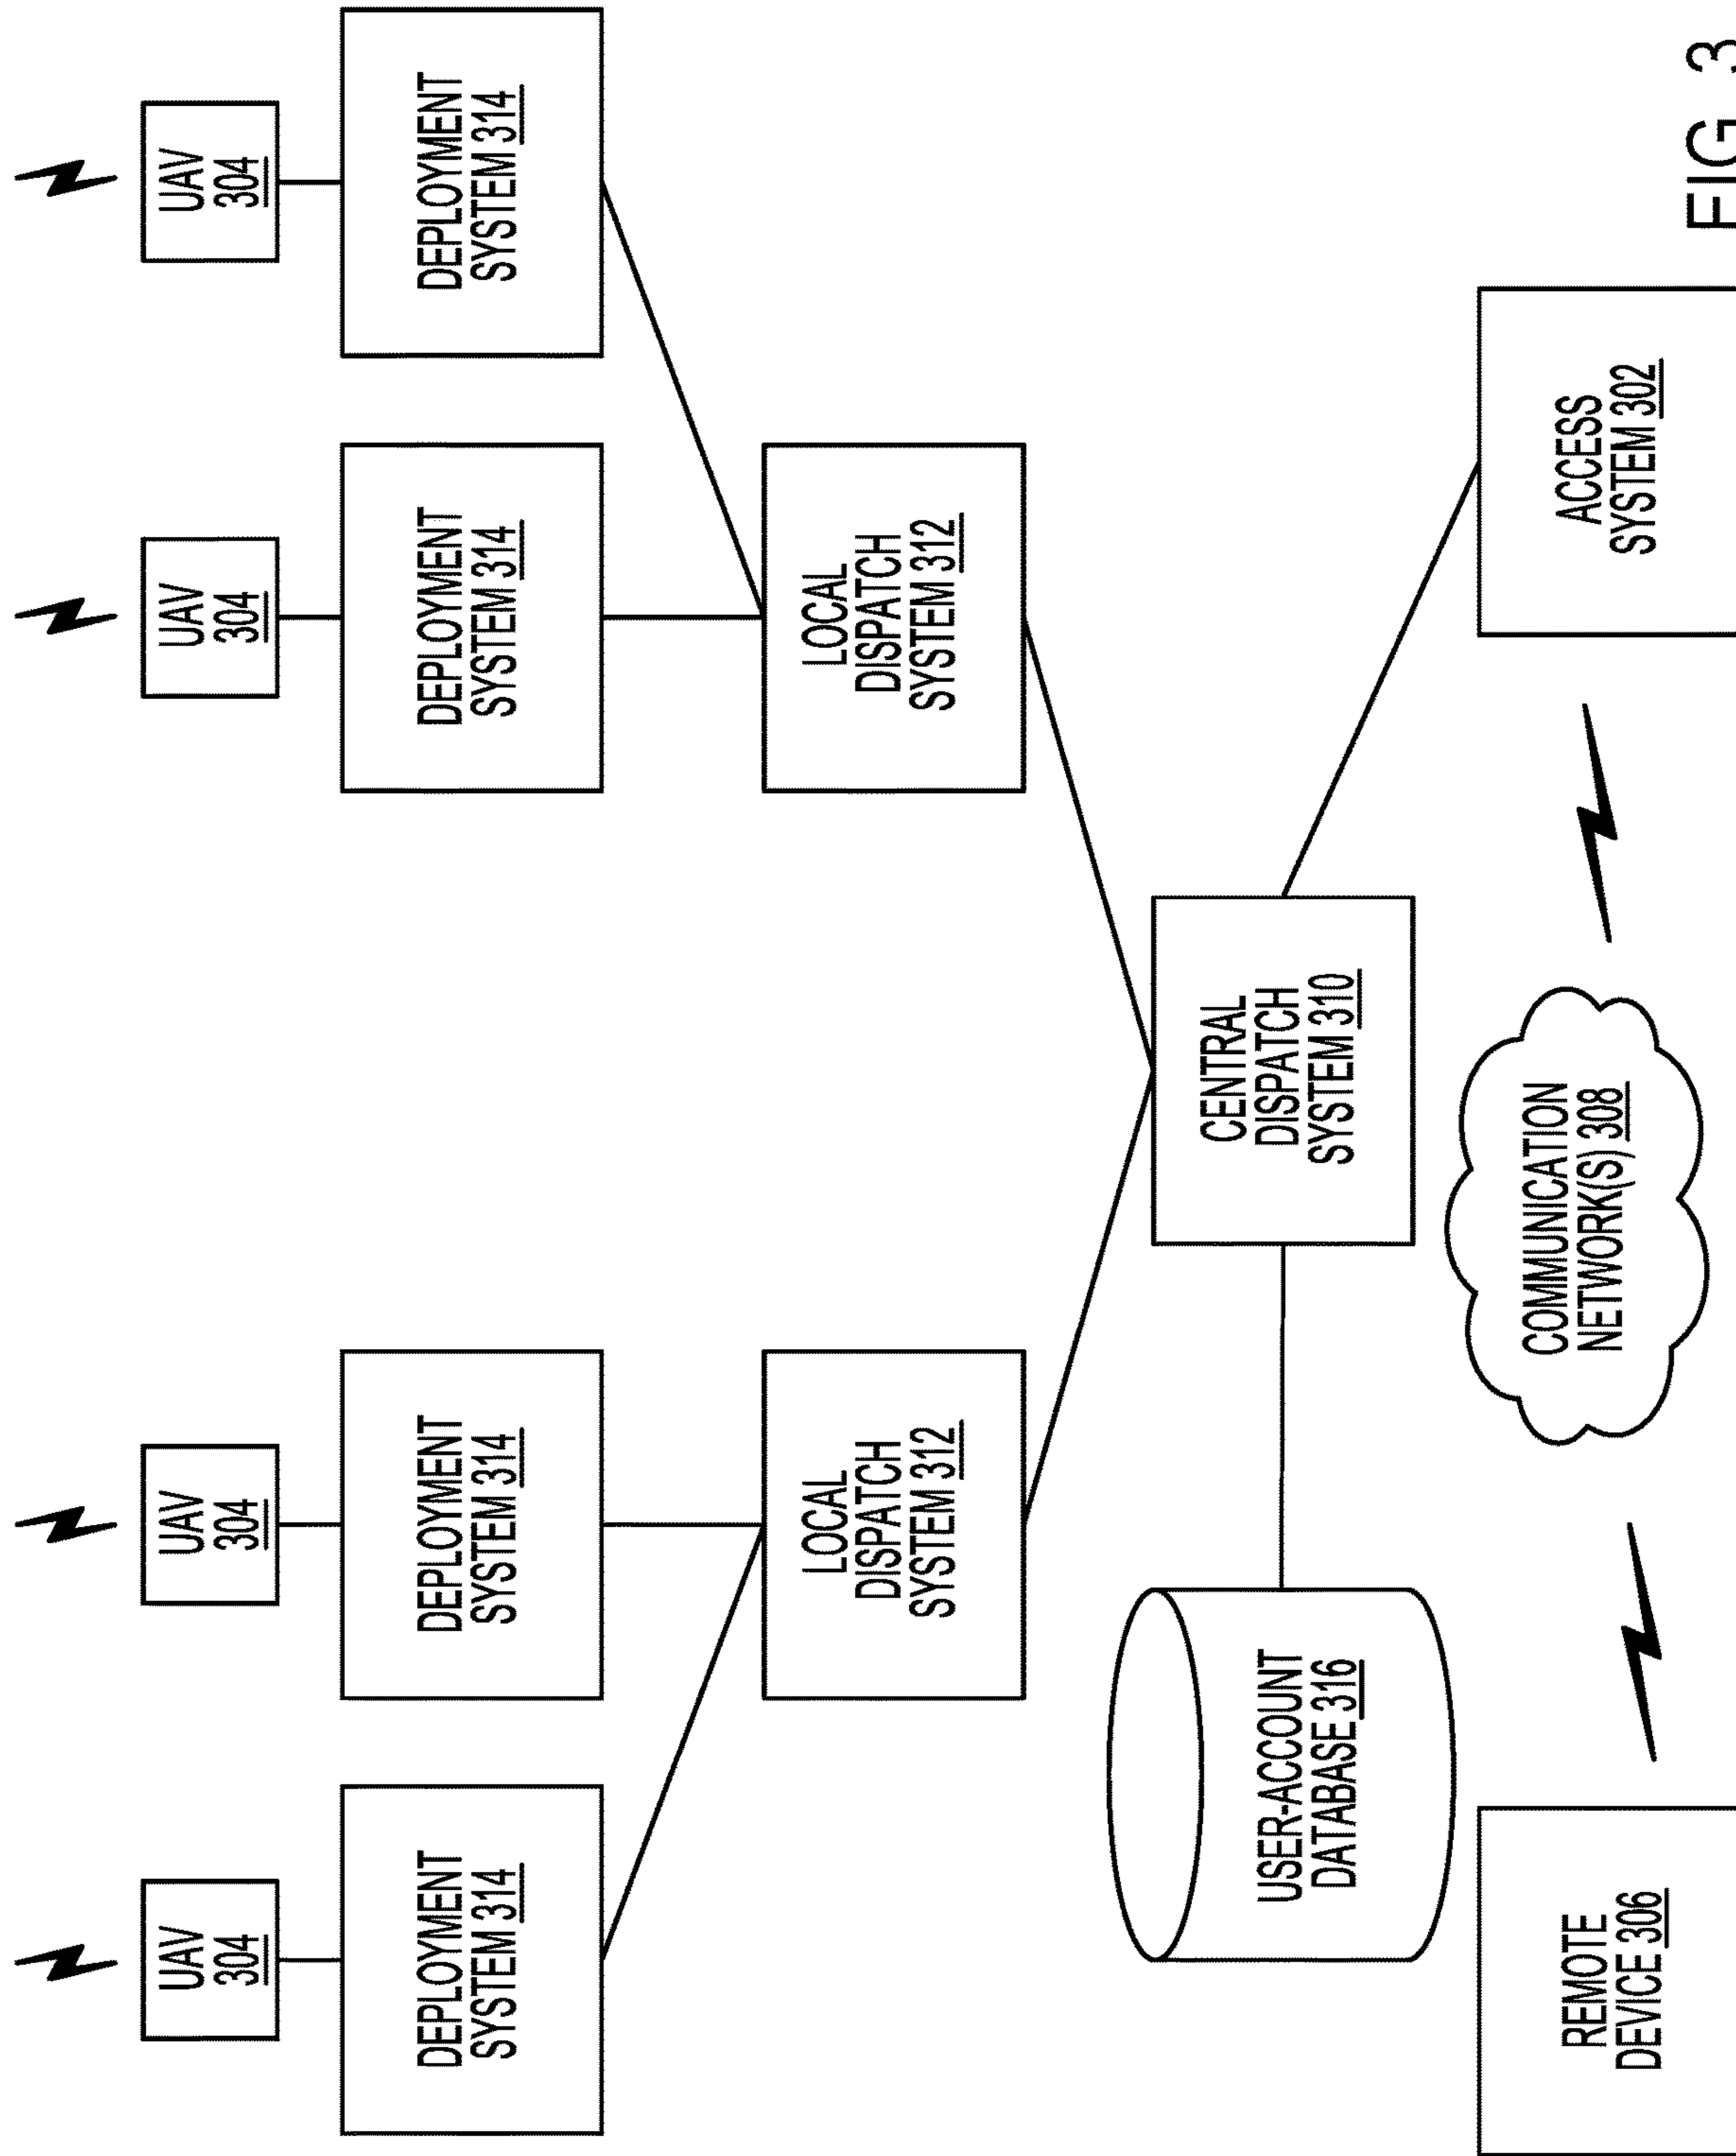 UAV
304
UAV
304
UAV
304
UAV
304
DEPLOYMENT
SYSTEM 314
DEPLOYMENT
SYSTEM 314
DEPLOYMENT
SYSTEM 314
DEPLOYMENT
SYSTEM 314
LOCAL
DISPATCH
SYSTEM 312
LOCAL
DISPATCH
SYSTEM 312
USER-ACCOUNT
DATABASE 316
CENTRAL
DISPATCH
SYSTEM 310
REMOTE
DEVICE 306
COMMUNICATION
NETWORK(S) 308
ACCESS
SYSTEM 302
FIG 3